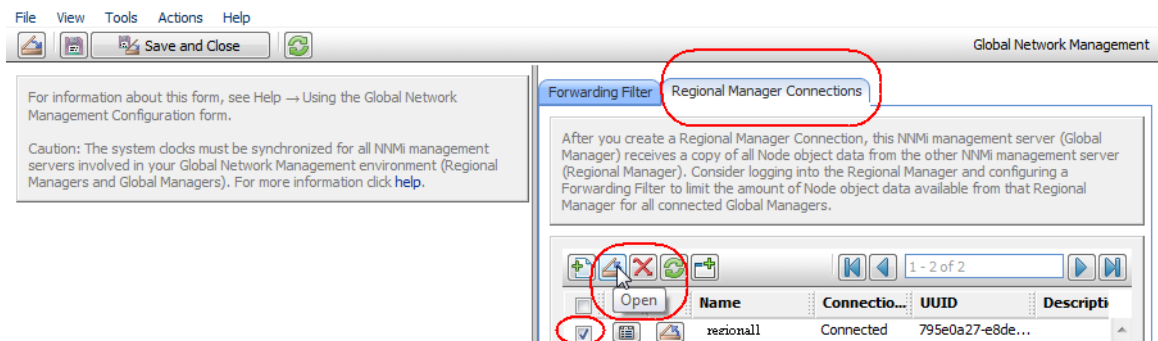 File View Tools Actions Help
Save and Close
Global Network Management
For information about this form, see Help → Using the Global Network
Management Configuration form.
Caution: The system clocks must be synchronized for all NNMi management
servers involved in your Global Network Management environment (Regional
Managers and Global Managers). For more information click help.
Forwarding Filter Regional Manager Connections
After you create a Regional Manager Connection, this NNMi management server (Global
Manager) receives a copy of all Node object data from the other NNMi management server
(Regional Manager). Consider logging into the Regional Manager and configuring a
Forwarding Filter to limit the amount of Node object data available from that Regional
Manager for all connected Global Managers.
1 - 2 of 2
Open
Name Connectio... UUID Descripti
regional1 Connected 795e0a27-e8de...